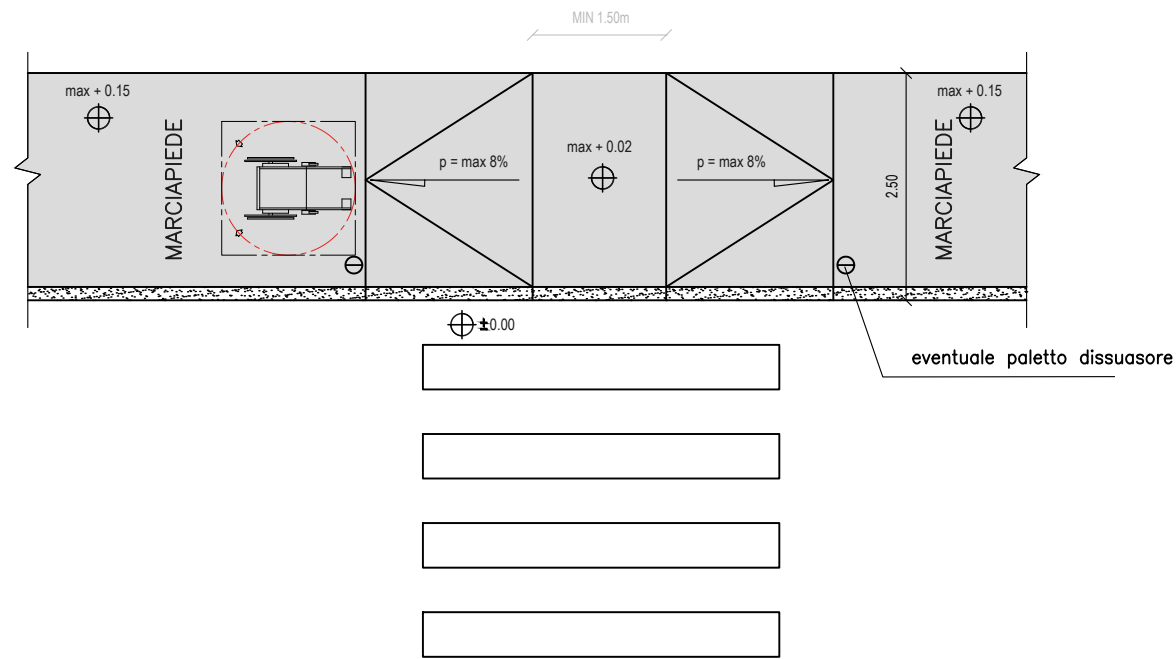 MIN 1.50m
max + 0.15
MARCIAPIEDE
p = max 8%
max + 0.02
p = max 8%
2.50
MARCIAPIEDE
max + 0.15
±0.00
eventuale paletto dissuasore